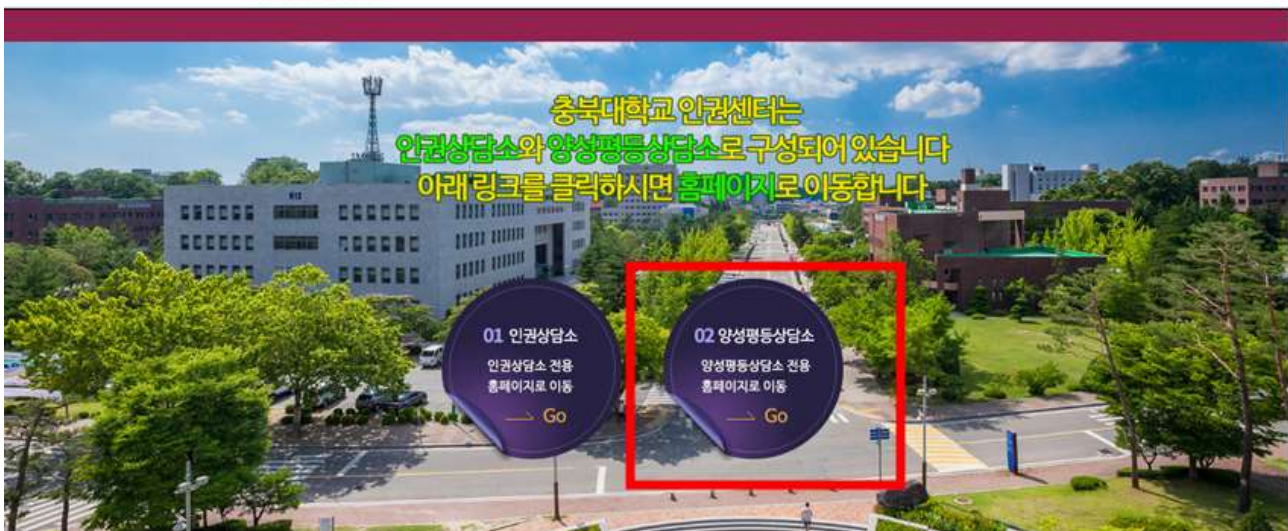 충북대학교 인권센터는
인권상담소와 양성평등상담소로 구성되어 있습니다
아래 링크를 클릭하시면 홈페이지로 이동합니다
01 인권상담소
인권상담소 전용
홈페이지로 이동
Go
02 양성평등상담소
양성평등상담소 전용
홈페이지로 이동
Go